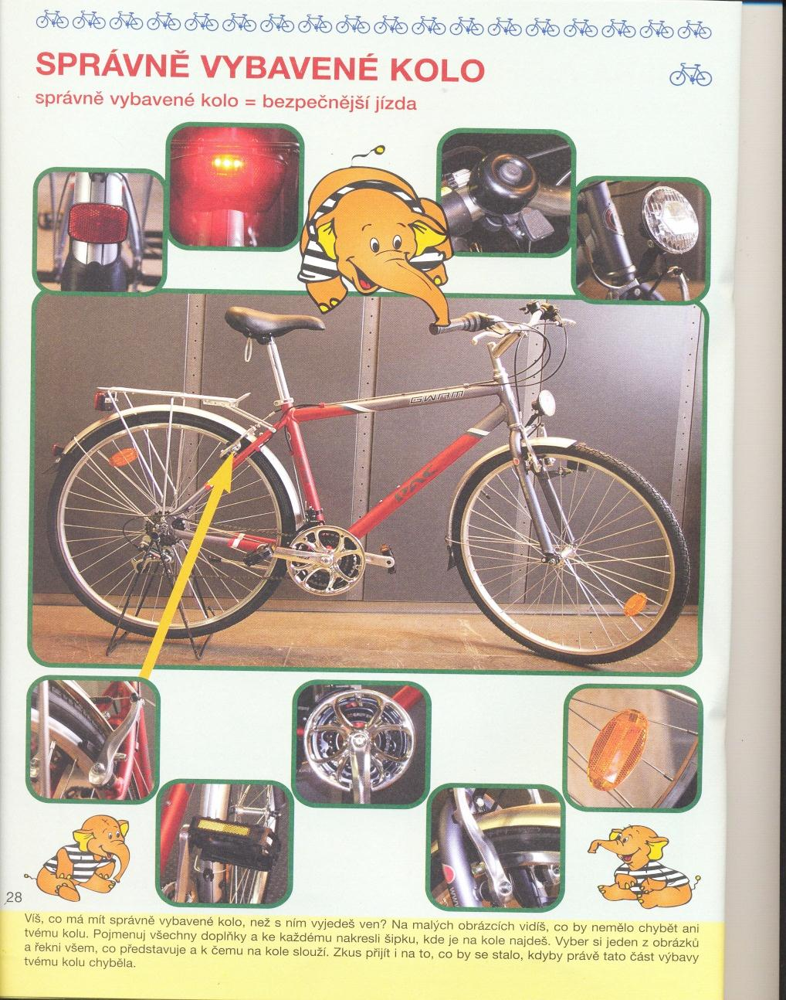 SPRÁVNĚ VYBAVENÉ KOLO
správně vybavené kolo = bezpečnější jízda
GWAM
28
Víš, co má mít správně vybavené kolo, než s ním vyjedeš ven? Na malých obrázcích vidíš, co by nemělo chybět ani
tvému kolu. Pojmenuj všechny doplňky a ke každému nakresli šipku, kde je na kole najdeš. Vyber si jeden z obrázků
a řekni všem, co představuje a k čemu na kole slouží. Zkus přijít i na to, co by se stalo, kdyby právě tato část výbavy
tvému kolu chyběla.